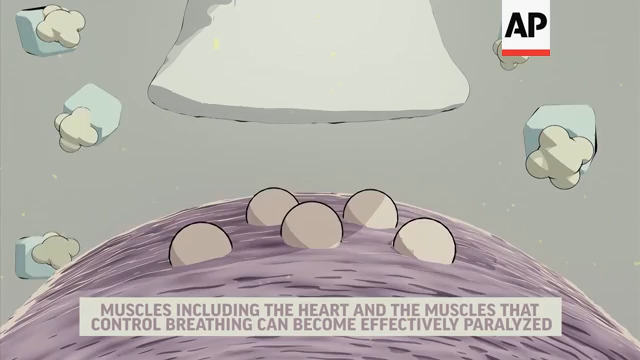 AP
MUSCLES INCLUDING THE HEART AND THE MUSCLES THAT
CONTROL BREATHING CAN BECOME EFFECTIVELY PARALYZED